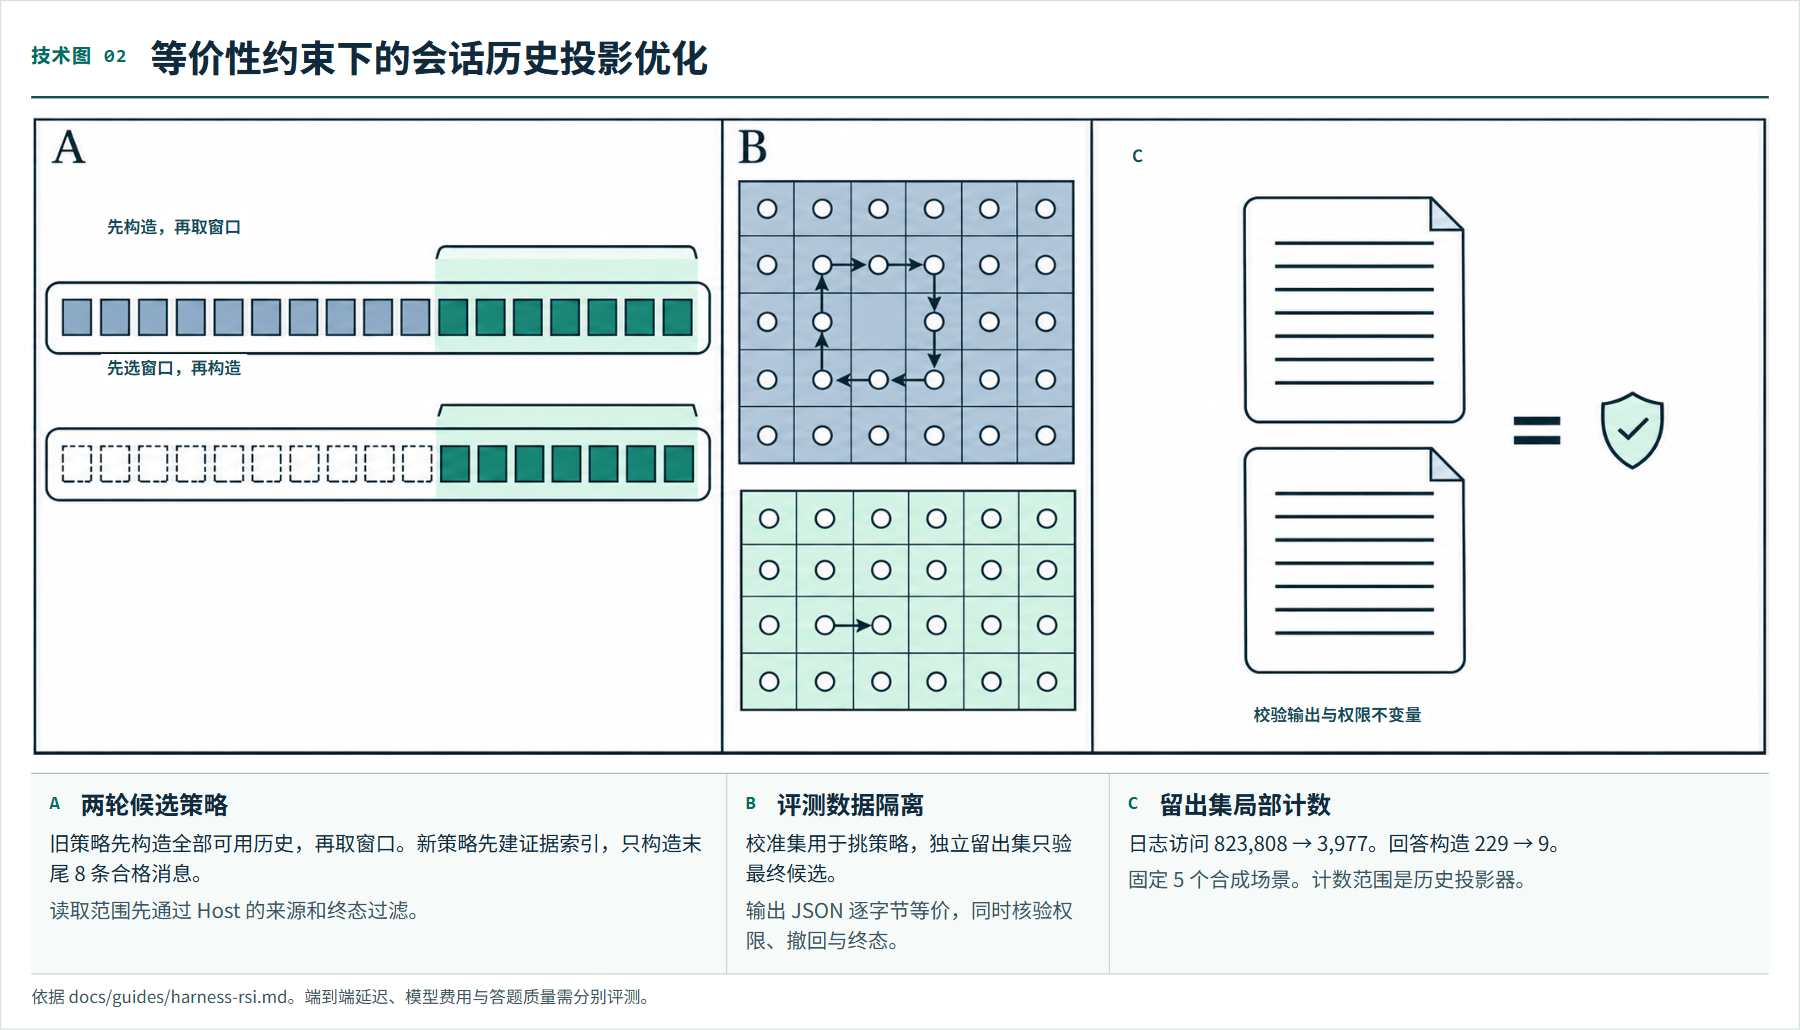 技术图 02 等价性约束下的会话历史投影优化
A
先构造，再取窗口
先选窗口，再构造
B
C
校验输出与权限不变量
A 两轮候选策略
旧策略先构造全部可用历史，再取窗口。新策略先建证据索引，只构造末
尾 8 条合格消息。
读取范围先通过 Host 的来源和终态过滤。
B 评测数据隔离
校准集用于挑策略，独立留出集只验
最终候选。
输出 JSON 逐字节等价，同时核验权
限、撤回与终态。
C 留出集局部计数
日志访问 823,808 → 3,977。回答构造 229 → 9。
固定 5 个合成场景。计数范围是历史投影器。
依据 docs/guides/harness-rsi.md。端到端延迟、模型费用与答题质量需分别评测。